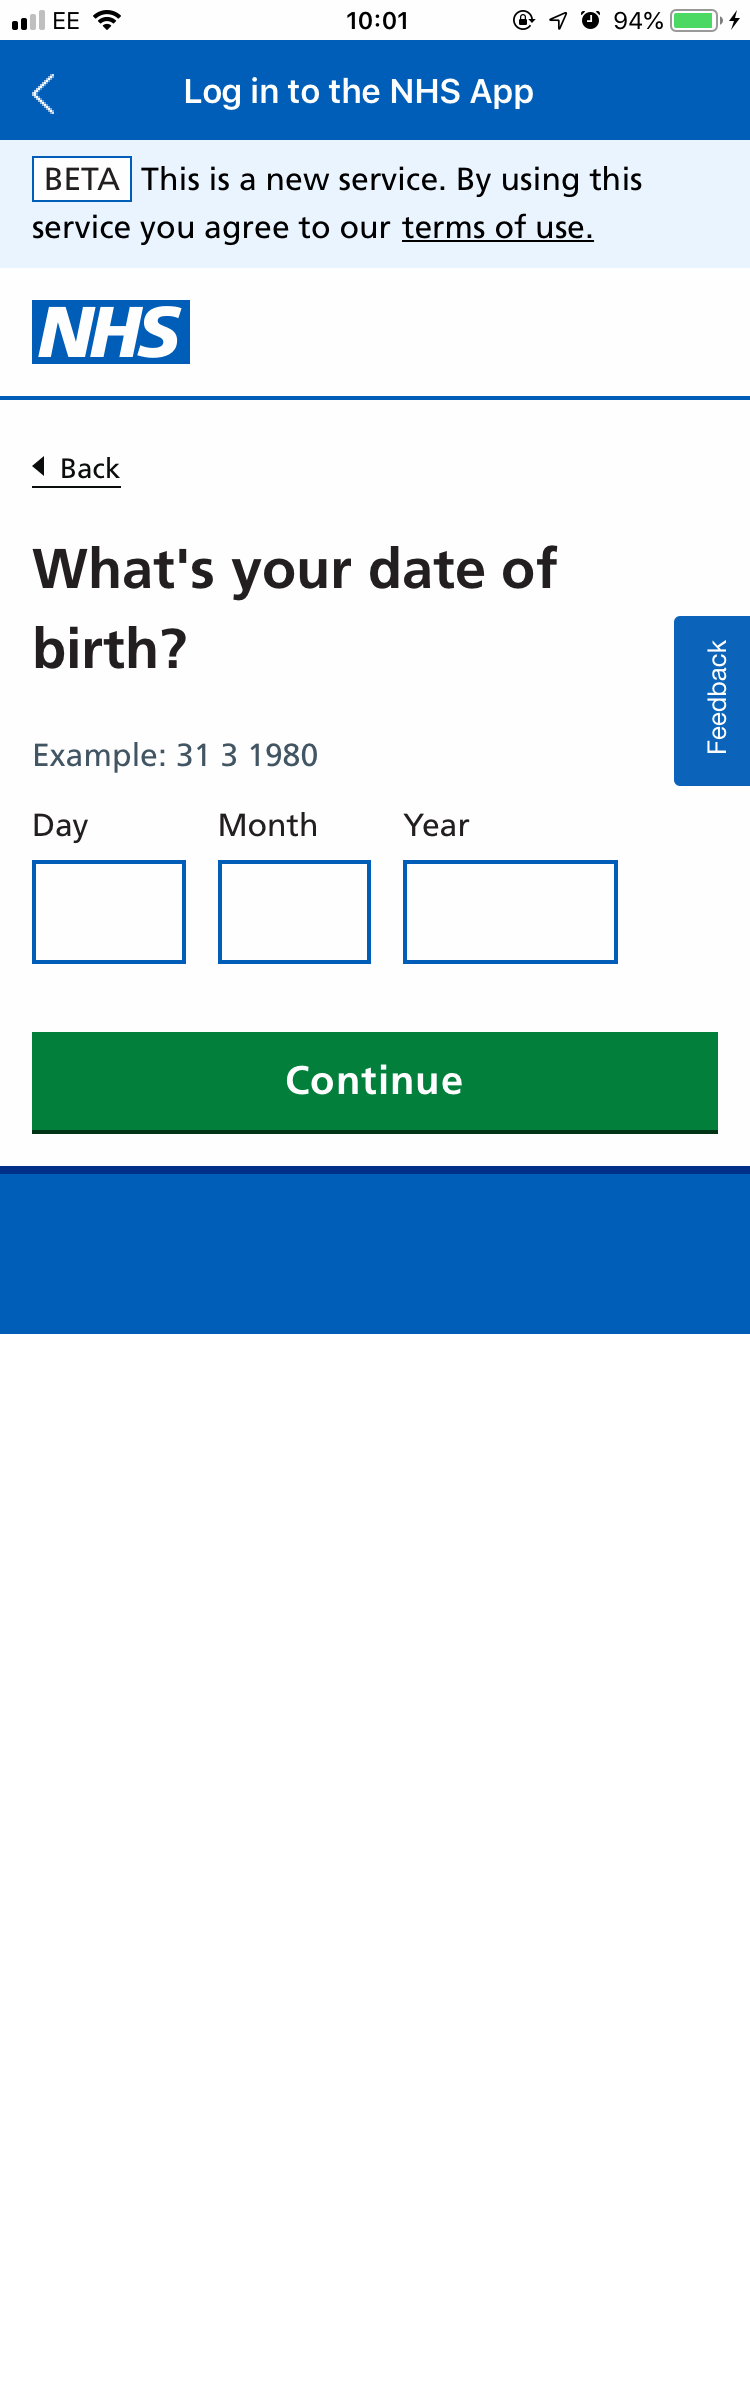 EE 10:01 94%
Log in to the NHS App
BETA This is a new service. By using this
service you agree to our terms of use.
NHS
Back
What's your date of
birth?
Feedback
Example: 31 3 1980
Day Month Year
Continue